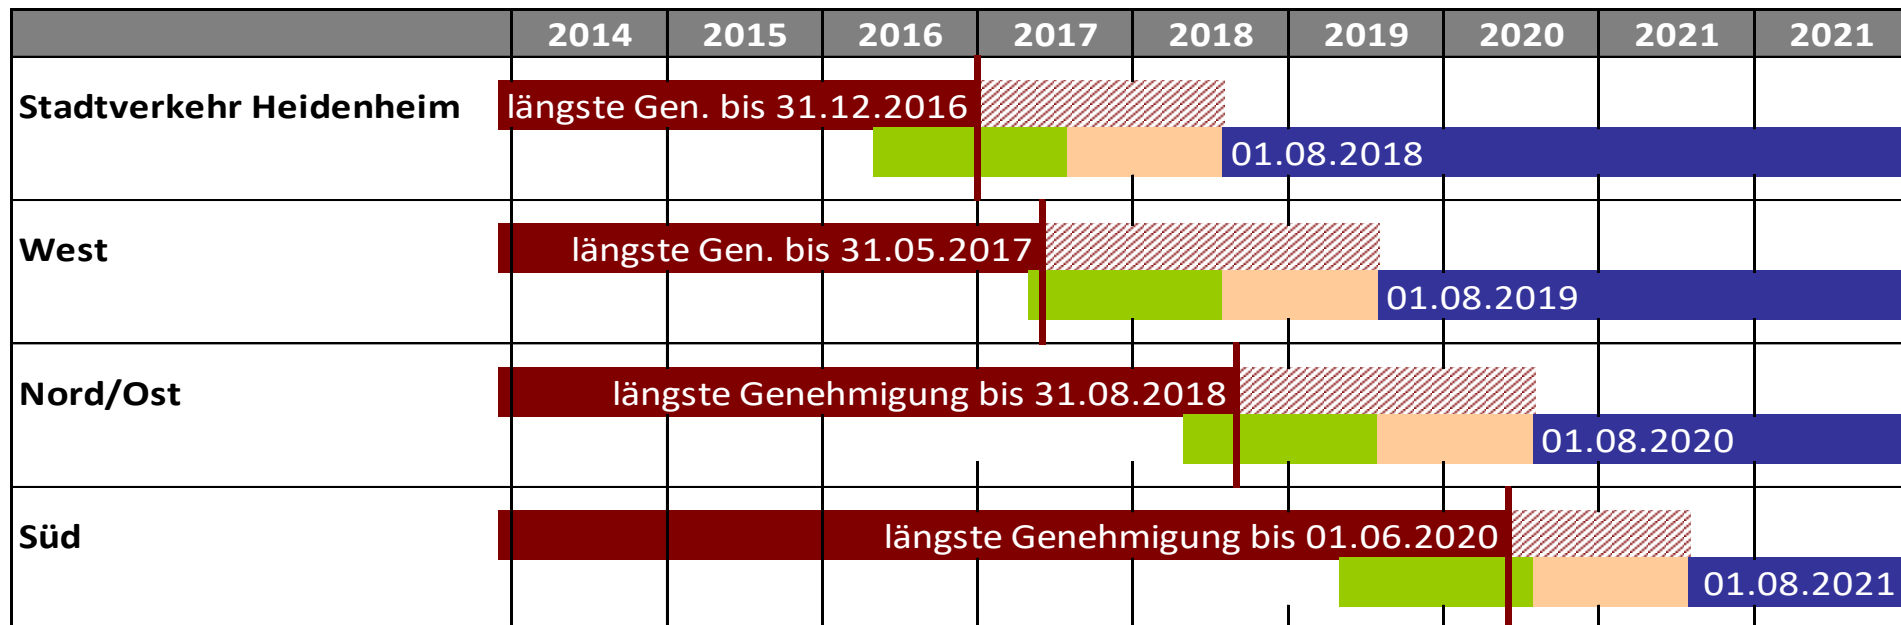 2014 2015 2016 2017 2018 2019 2020 2021 2021
Stadtverkehr Heidenheim längste Gen. bis 31.12.2016
01.08.2018
West längste Gen. bis 31.05.2017
01.08.2019
Nord/Ost längste Genehmigung bis 31.08.2018
01.08.2020
Süd längste Genehmigung bis 01.06.2020
01.08.2021